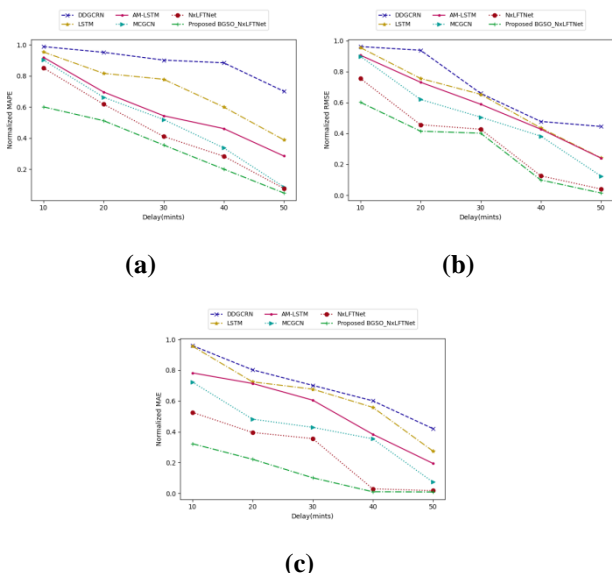 DDGCRN AM-LSTM NxLFTNet
LSTM MCGCN Proposed BGSO_NxLFTNet
Normalized MAPE
1.0
0.8
0.6
0.4
0.2
10 20 30 40 50
Delay(mints)
(a)
DDGCRN AM-LSTM NxLFTNet
LSTM MCGCN Proposed BGSO_NxLFTNet
Normalized RMSE
1.0
0.8
0.6
0.4
0.2
0.0
10 20 30 40 50
Delay(mints)
(b)
DDGCRN AM-LSTM NxLFTNet
LSTM MCGCN Proposed BGSO_NxLFTNet
Normalized MAE
1.0
0.8
0.6
0.4
0.2
0.0
10 20 30 40 50
Delay(mints)
(c)